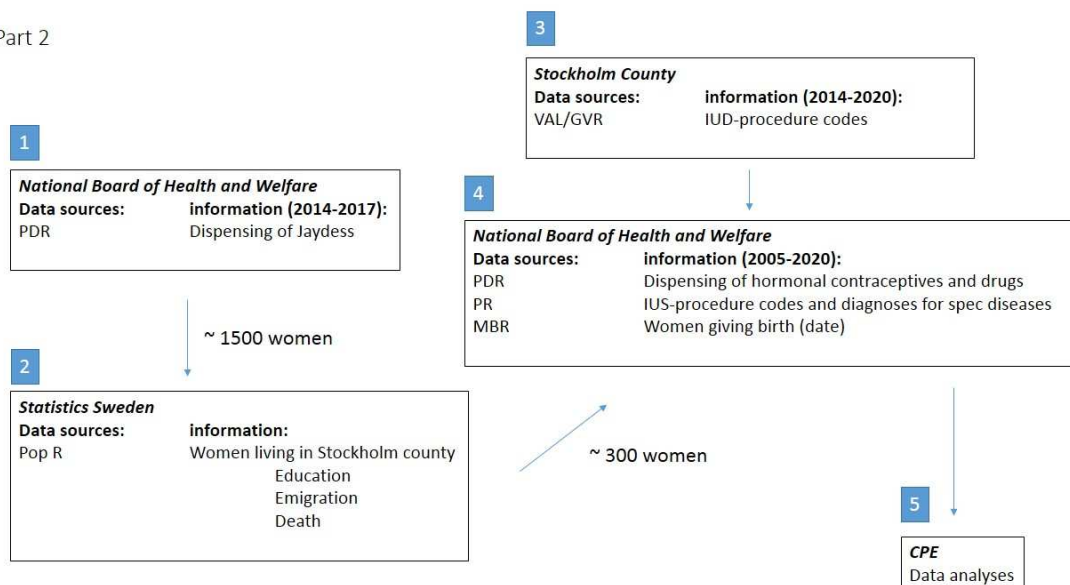 Part 2
1
National Board of Health and Welfare
Data sources: information (2014-2017):
PDR Dispensing of Jaydess
~ 1500 women
2
Statistics Sweden
Data sources: information:
Pop R Women living in Stockholm county
Education
Emigration
Death
3
Stockholm County
Data sources: information (2014-2020):
VAL/GVR IUD-procedure codes
4
National Board of Health and Welfare
Data sources: information (2005-2020):
PDR Dispensing of hormonal contraceptives and drugs
PR IUS-procedure codes and diagnoses for spec diseases
MBR Women giving birth (date)
~ 300 women
5
CPE
Data analyses